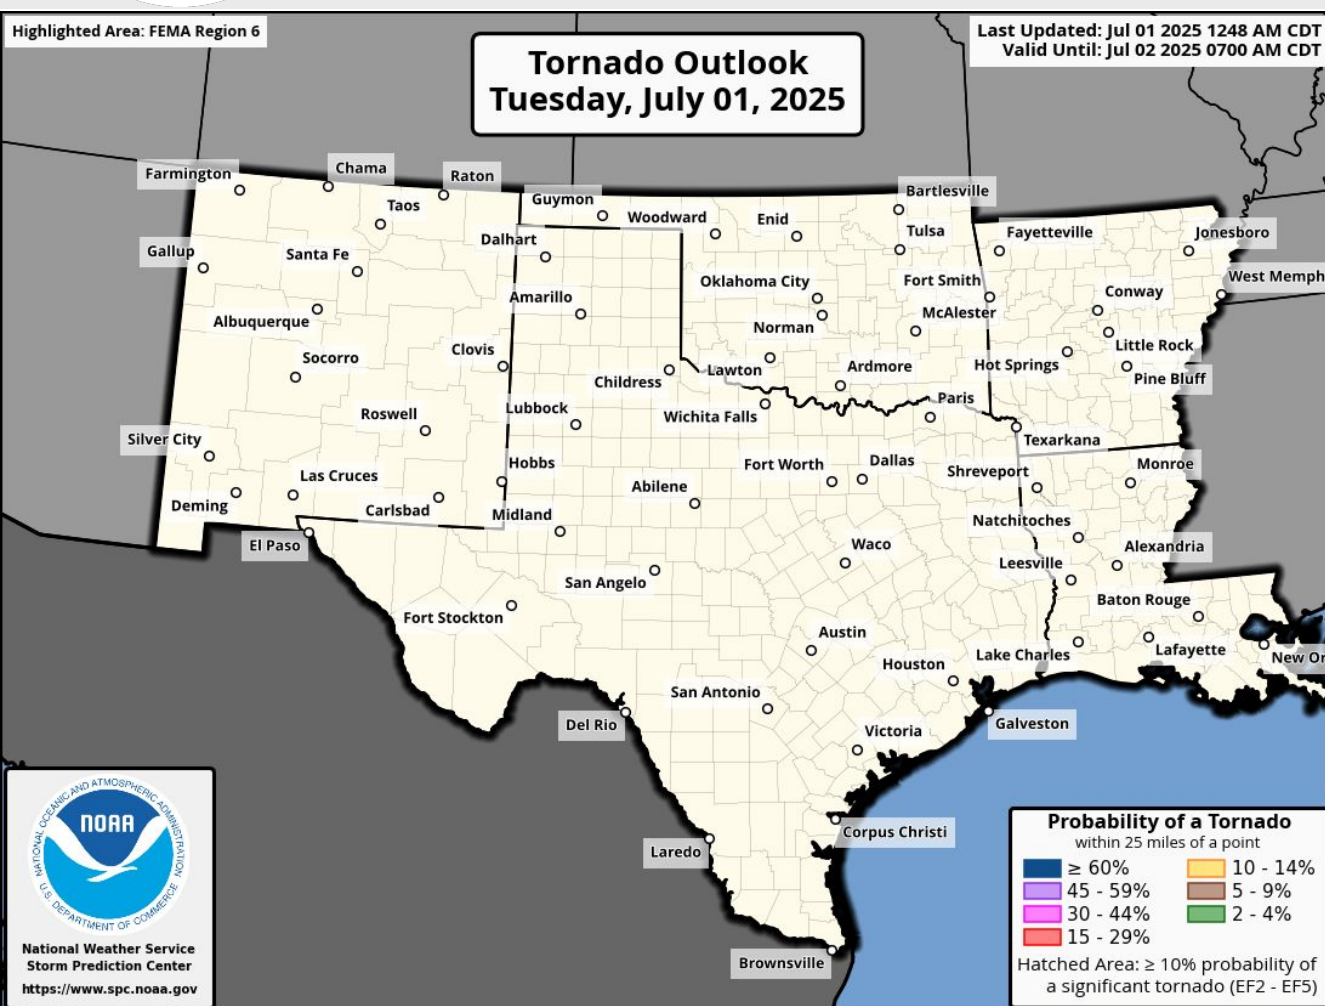 Highlighted Area: FEMA Region 6
Last Updated: Jul 01 2025 1248 AM CDT
Valid Until: Jul 02 2025 0700 AM CDT
Tornado Outlook
Tuesday, July 01, 2025
Farmington
Chama
Raton
Taos
Guymon
Woodward
Enid
Bartlesville
Tulsa
Fayetteville
Jonesboro
Gallup
Santa Fe
Dalhart
Oklahoma City
Fort Smith
West Memph
Conway
Amarillo
Albuquerque
Norman
McAlester
Little Rock
Socorro
Clovis
Childress
Lawton
Ardmore
Hot Springs
Pine Bluff
Roswell
Lubbock
Wichita Falls
Paris
Silver City
Texarkana
Las Cruces
Hobbs
Abilene
Fort Worth
Dallas
Shreveport
Monroe
Deming
Carlsbad
Midland
Natchitoches
El Paso
Waco
Alexandria
San Angelo
Leesville
Fort Stockton
Baton Rouge
Austin
Houston
Lake Charles
Lafayette
New Or
San Antonio
Del Rio
Victoria
Galveston
Corpus Christi
Laredo
Brownsville
NATIONAL OCEANIC AND ATMOSPHERIC ADMINISTRATION
NOAA
U.S. DEPARTMENT OF COMMERCE
National Weather Service
Storm Prediction Center
https://www.spc.noaa.gov
Probability of a Tornado
within 25 miles of a point
≥ 60%
45 - 59%
30 - 44%
15 - 29%
10 - 14%
5 - 9%
2 - 4%
Hatched Area: ≥ 10% probability of
a significant tornado (EF2 - EF5)